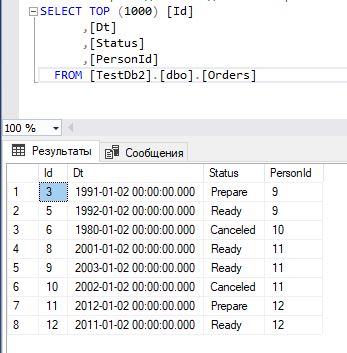 SELECT TOP (1000) [Id]
,[Dt]
,[Status]
,[PersonId]
FROM [TestDb2].[dbo].[Orders]
100 %
Результаты Сообщения
Id Dt Status PersonId
1 3 1991-01-02 00:00:00.000 Prepare 9
2 5 1992-01-02 00:00:00.000 Ready 9
3 6 1980-01-02 00:00:00.000 Canceled 10
4 8 2001-01-02 00:00:00.000 Ready 11
5 9 2003-01-02 00:00:00.000 Ready 11
6 10 2002-01-02 00:00:00.000 Canceled 11
7 11 2012-01-02 00:00:00.000 Prepare 12
8 12 2011-01-02 00:00:00.000 Ready 12